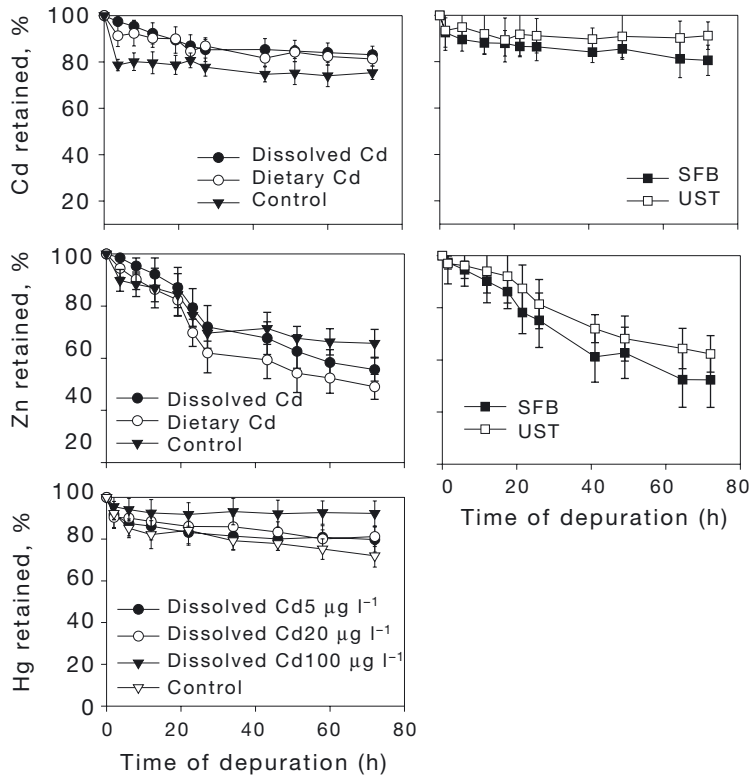 Cd retained, %
100
80
60
40
20
Dissolved Cd
Dietary Cd
Control
SFB
UST
Zn retained, %
100
80
60
40
20
Dissolved Cd
Dietary Cd
Control
SFB
UST
0 20 40 60 80
Time of depuration (h)
Hg retained, %
100
80
60
40
20
0
Dissolved Cd5 µg l⁻¹
Dissolved Cd20 µg l⁻¹
Dissolved Cd100 µg l⁻¹
Control
0 20 40 60 80
Time of depuration (h)